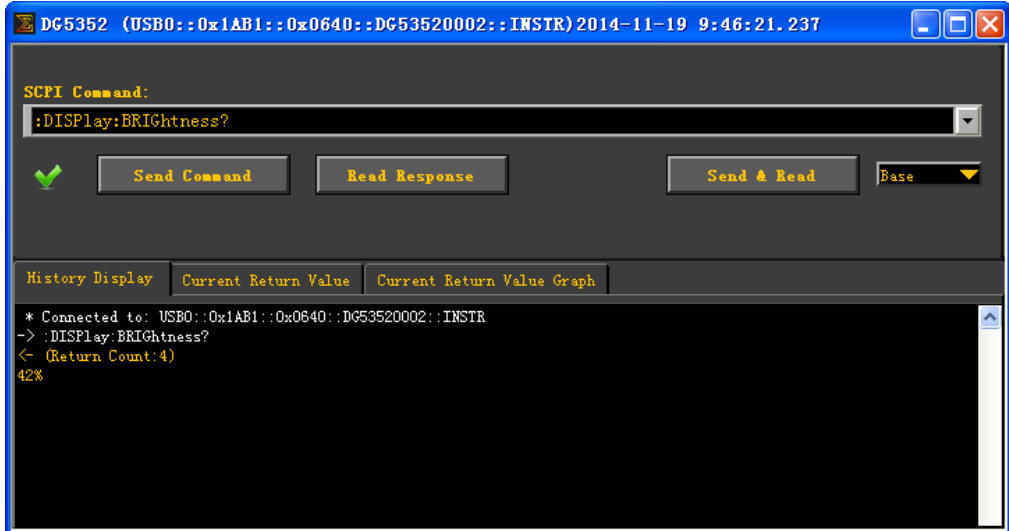 DG5352 (USB0::0x1AB1::0x0640::DG53520002::INSTR)2014-11-19 9:46:21.237
SCPI Command:
:DISPlay:BRIGhtness?
Send Command Read Response Send & Read Base
History Display Current Return Value Current Return Value Graph
* Connected to: USB0::0x1AB1::0x0640::DG53520002::INSTR
-> :DISPlay:BRIGhtness?
<- (Return Count:4)
42%